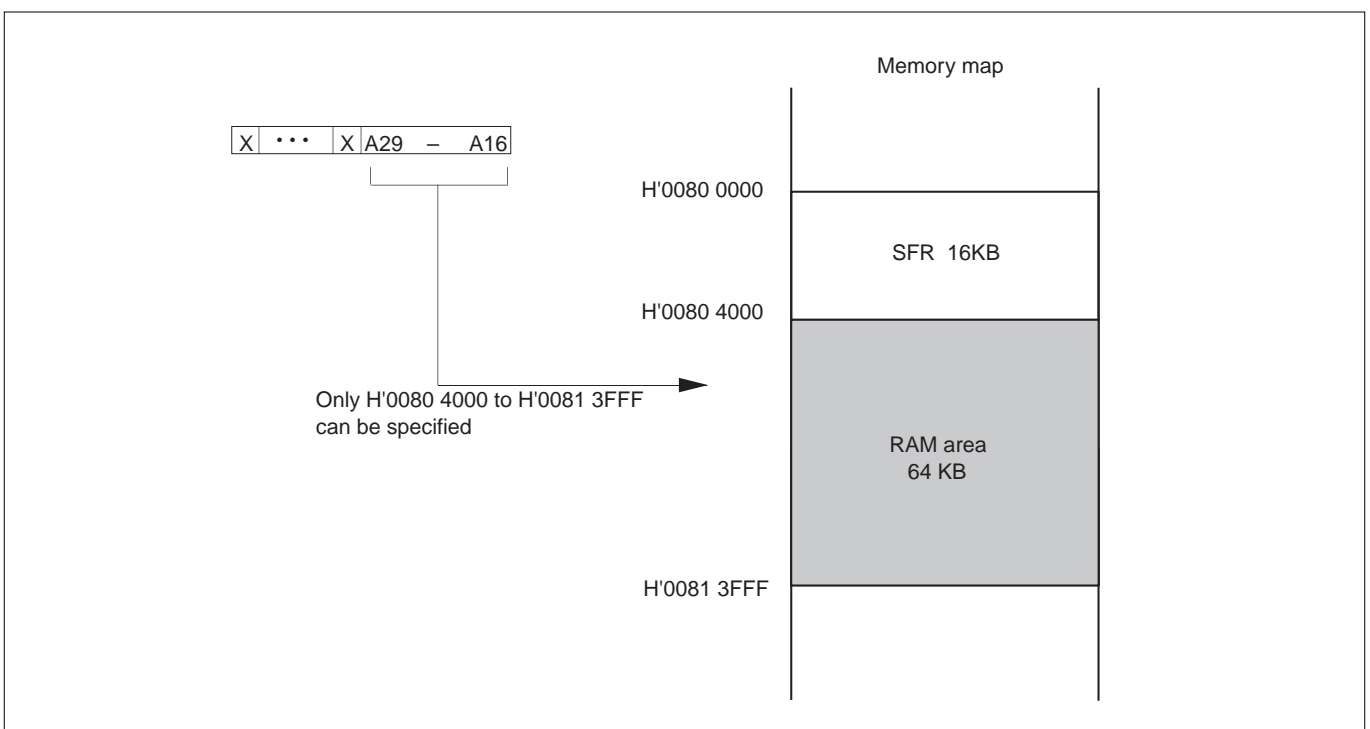 Memory map
X ··· X A29 – A16
H'0080 0000
SFR 16KB
H'0080 4000
Only H'0080 4000 to H'0081 3FFF
can be specified
RAM area
64 KB
H'0081 3FFF